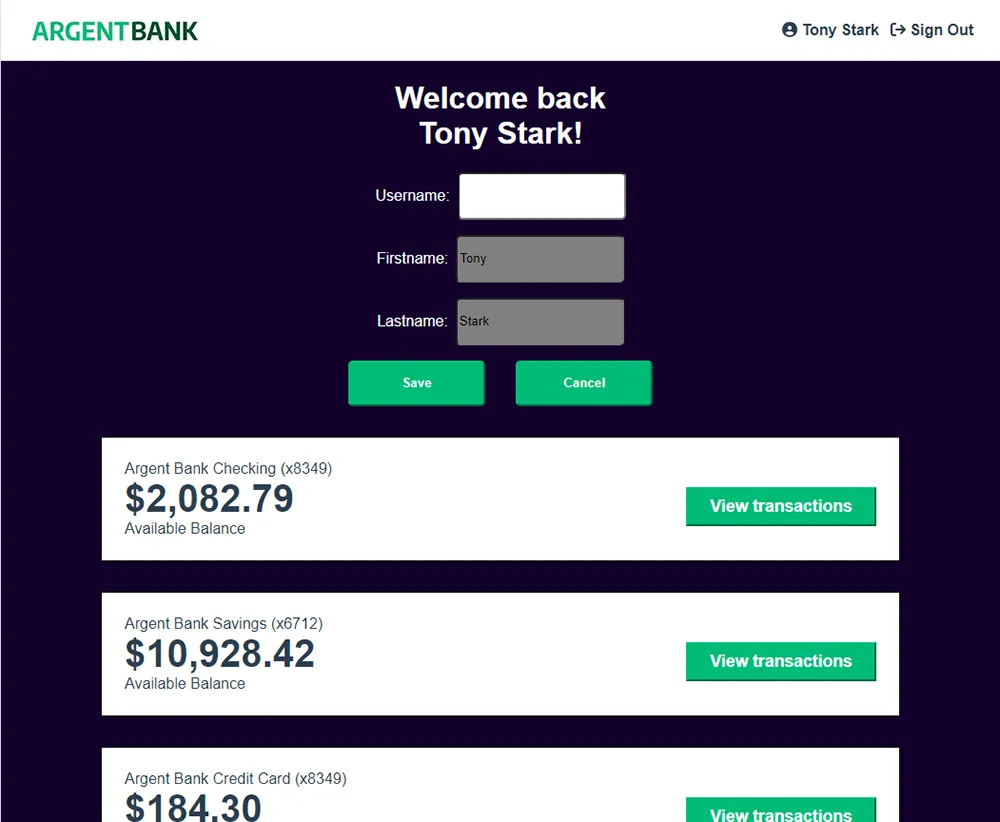 ARGENTBANK
Tony Stark Sign Out
Welcome back
Tony Stark!
Username:
Firstname: Tony
Lastname: Stark
Save Cancel
Argent Bank Checking (x8349)
$2,082.79
Available Balance
View transactions
Argent Bank Savings (x6712)
$10,928.42
Available Balance
View transactions
Argent Bank Credit Card (x8349)
$184.30
View transactions